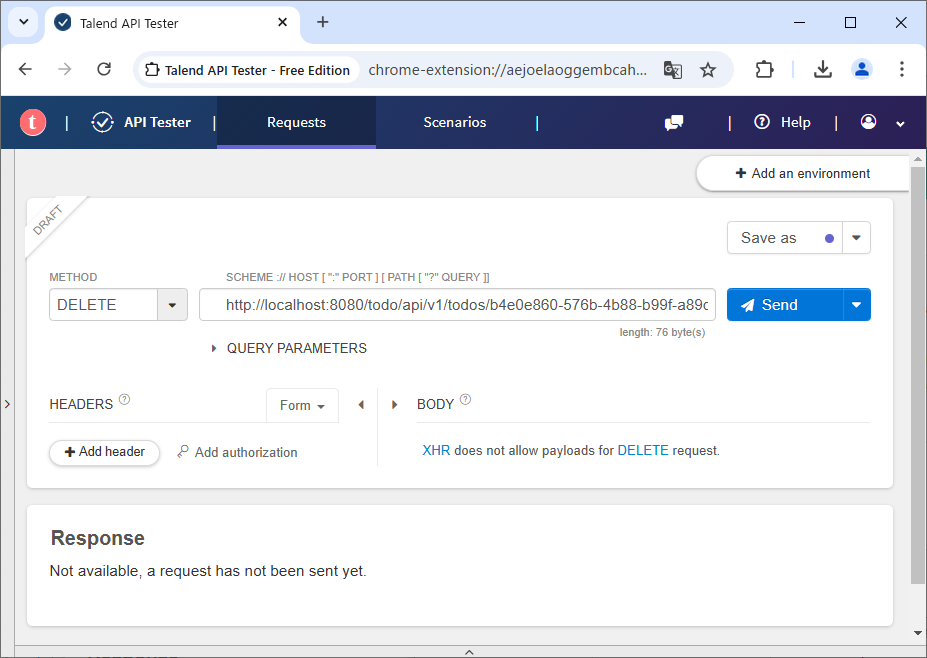 Talend API Tester
Talend API Tester - Free Edition
chrome-extension://aejoelaoggembcah...
t | API Tester | Requests Scenarios | | Help |
Add an environment
DRAFT
Save as
METHOD
SCHEME :// HOST [ ":" PORT ] [ PATH [ "?" QUERY ]]
DELETE
http://localhost:8080/todo/api/v1/todos/b4e0e860-576b-4b88-b99f-a89c
Send
length: 76 byte(s)
QUERY PARAMETERS
HEADERS ?
Form
BODY ?
Add header
Add authorization
XHR does not allow payloads for DELETE request.
Response
Not available, a request has not been sent yet.